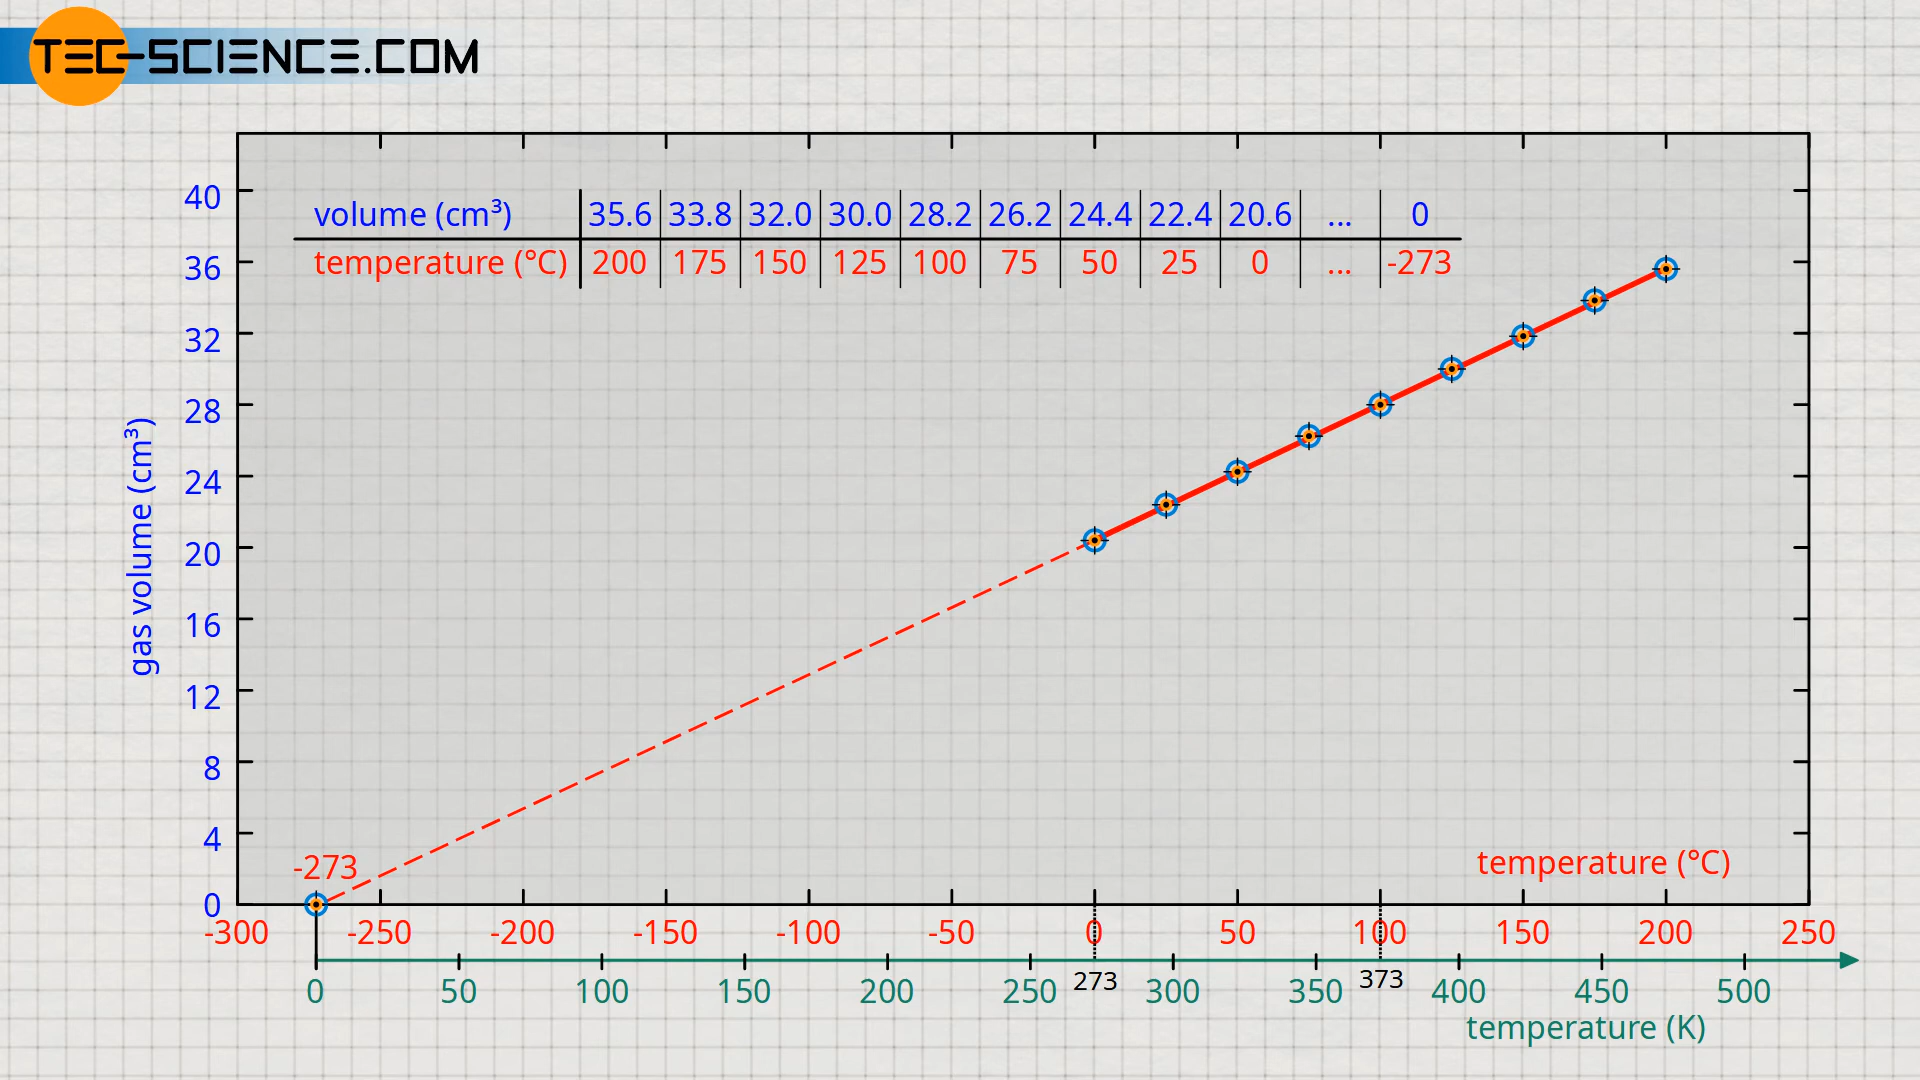 TEC-SCIENCE.COM
volume (cm³) 35.6 33.8 32.0 30.0 28.2 26.2 24.4 22.4 20.6 ... 0
temperature (°C) 200 175 150 125 100 75 50 25 0 ... -273
40
36
32
28
24
20
16
12
8
4
0
gas volume (cm³)
-273
temperature (°C)
-300 -250 -200 -150 -100 -50 0 50 100 150 200 250
273 373
0 50 100 150 200 250 300 350 400 450 500
temperature (K)